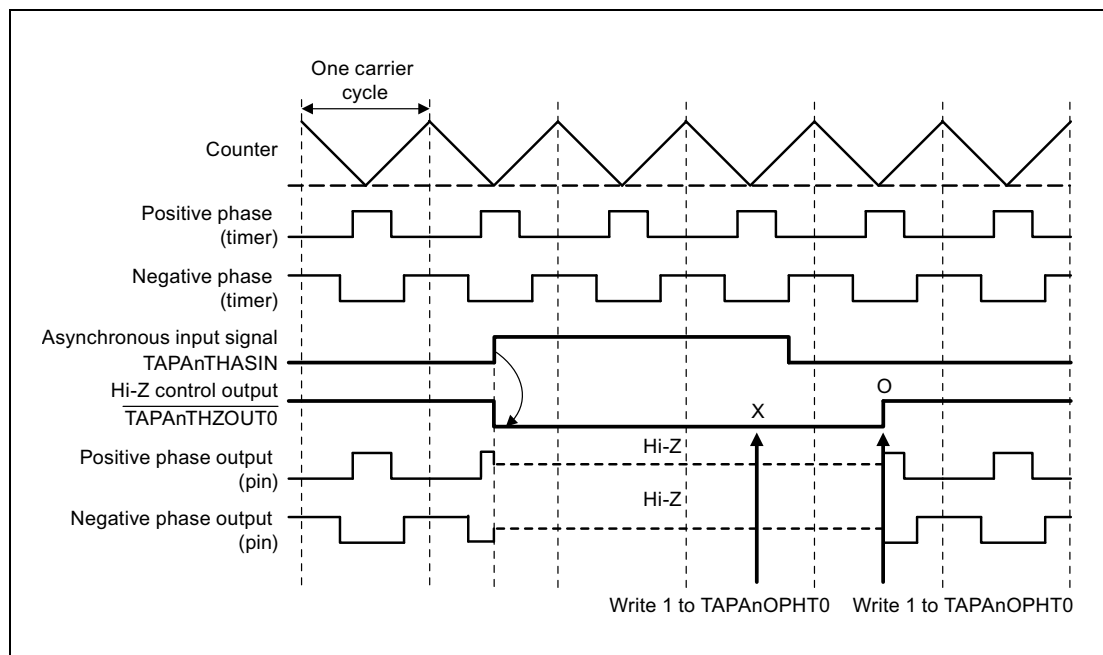 One carrier
cycle
Counter
Positive phase
(timer)
Negative phase
(timer)
Asynchronous input signal
TAPAnTHASIN
Hi-Z control output
TAPAnTHZOUT0
X
O
Positive phase output
(pin)
Hi-Z
Negative phase output
(pin)
Hi-Z
Write 1 to TAPAnOPHT0
Write 1 to TAPAnOPHT0